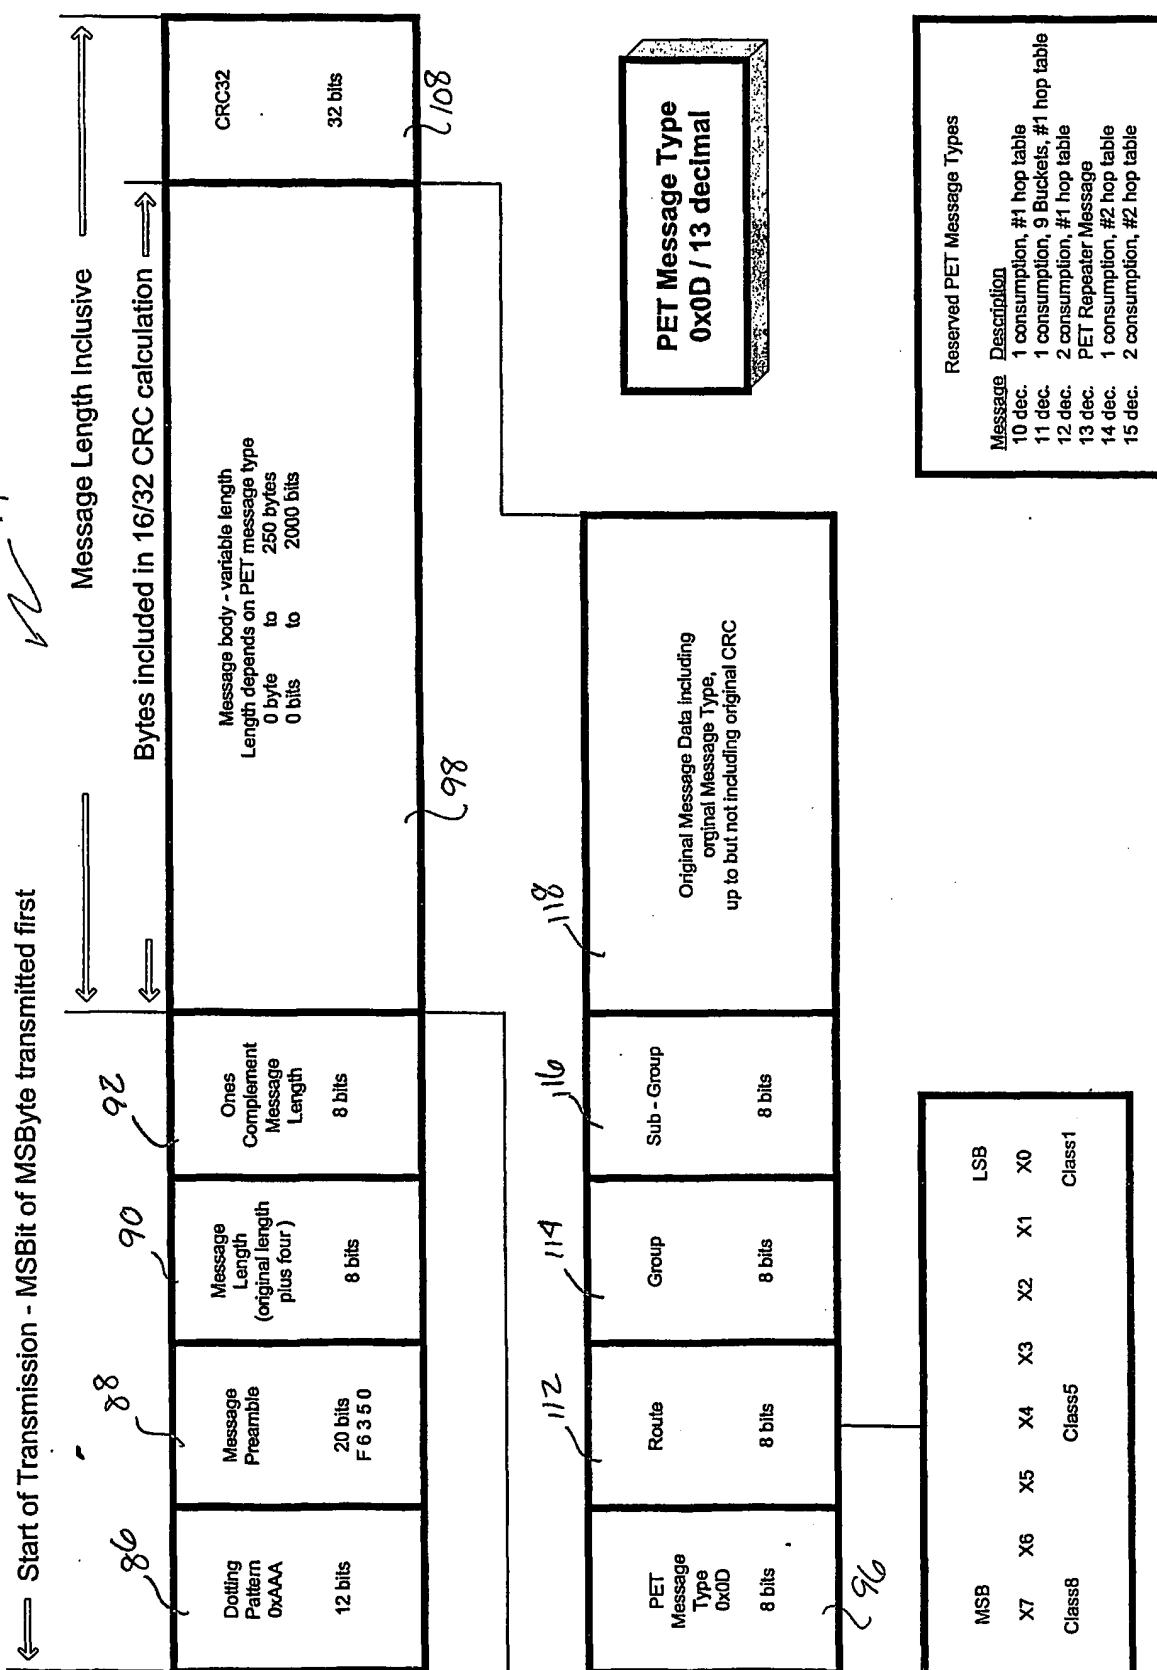 Start of Transmission - MSBit of MSByte transmitted first
Message Length Inclusive
Bytes included in 16/32 CRC calculation
86
88
90
92
Dotting
Pattern
0xAAA
12 bits
Message
Preamble
20 bits
F 6 3 5 0
Message
Length
(original length
plus four)
8 bits
Ones
Complement
Message
Length
8 bits
Message body - variable length
Length depends on PET message type
0 byte to 250 bytes
0 bits to 2000 bits
CRC32
32 bits
98
108
112
114
116
118
PET
Message
Type
0x0D
8 bits
Route
8 bits
Group
8 bits
Sub - Group
8 bits
Original Message Data including
orginal Message Type,
up to but not including original CRC
96
PET Message Type
0x0D / 13 decimal
MSB LSB
X7 X6 X5 X4 X3 X2 X1 X0
Class8 Class5 Class1
Reserved PET Message Types
Message Description
10 dec. 1 consumption, #1 hop table
11 dec. 1 consumption, 9 Buckets, #1 hop table
12 dec. 2 consumption, #1 hop table
13 dec. PET Repeater Message
14 dec. 1 consumption, #2 hop table
15 dec. 2 consumption, #2 hop table